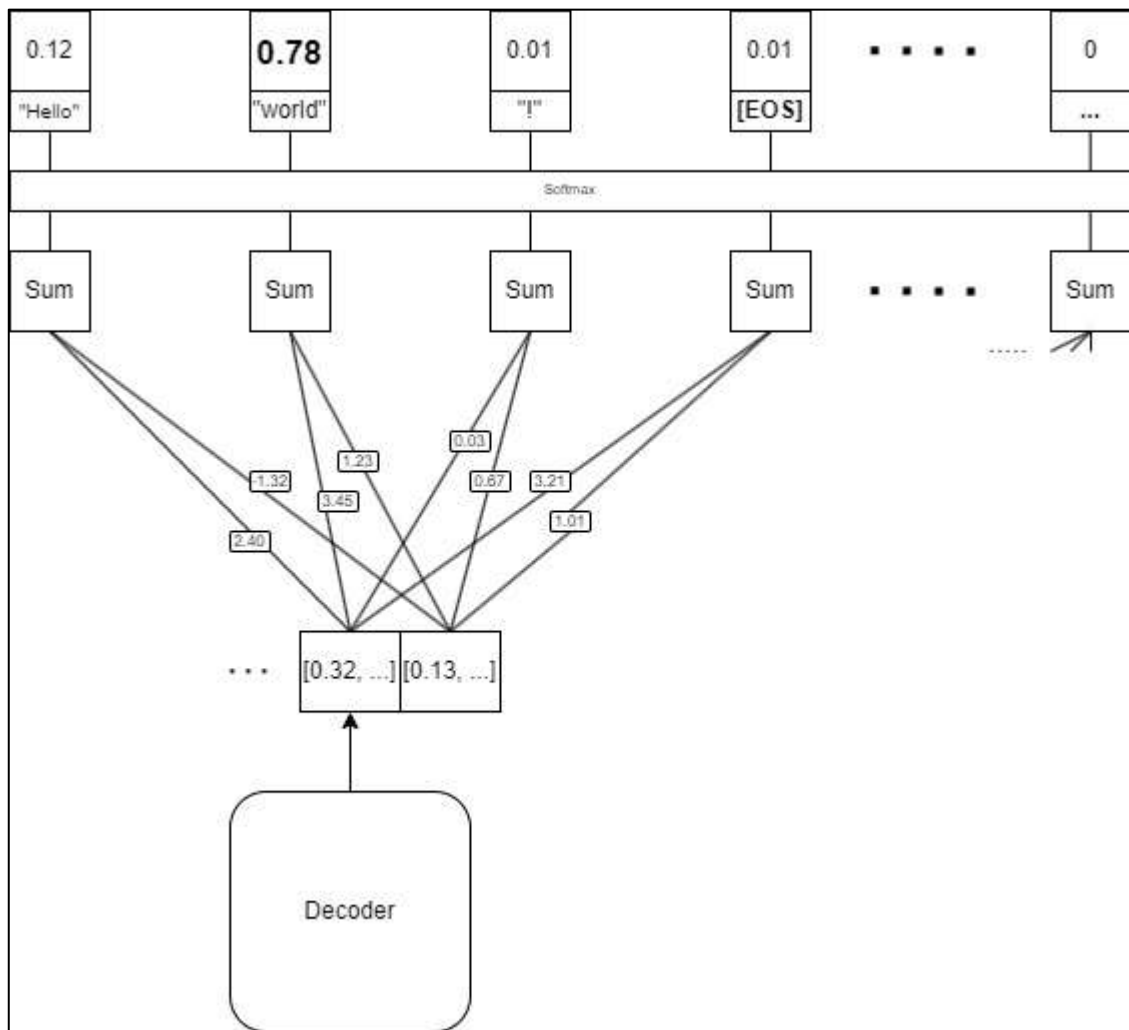 0.12 0.78 0.01 0.01 . . . . 0
"Hello" "world" "!" [EOS] ...
Softmax
Sum Sum Sum Sum . . . . Sum
-----
0.03
1.23
-1.32 0.67 3.21
3.45
1.01
2.40
... [0.32, ...] [0.13, ...]
Decoder